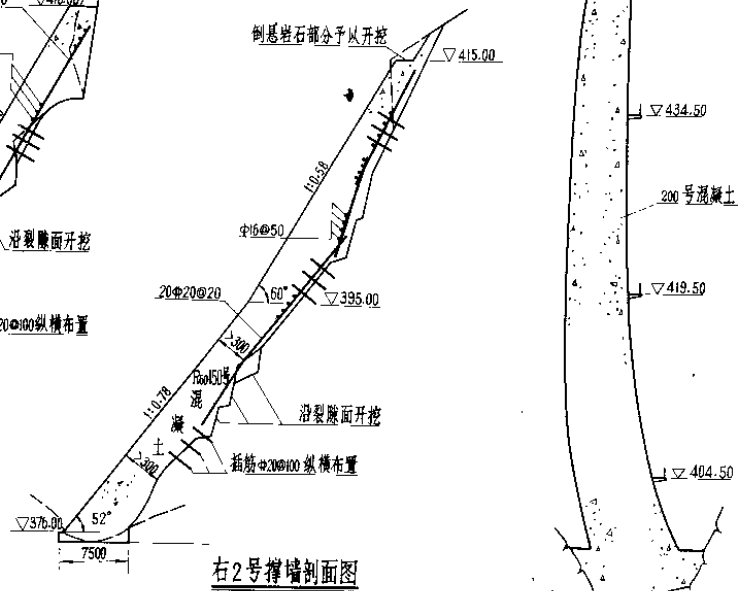 倒悬岩石部分予以开挖
▽415.00
▽434.50
1:0.58
200号混凝土
沿裂隙面开挖
Φ16@50
20Φ20@20
60°
▽395.00
▽419.50
20@100纵横布置
>300
R₉₀150号
混凝土
1:0.78
沿裂隙面开挖
>300
插筋Φ20@100纵横布置
▽404.50
▽376.00
52°
7500
右2号撑墙剖面图